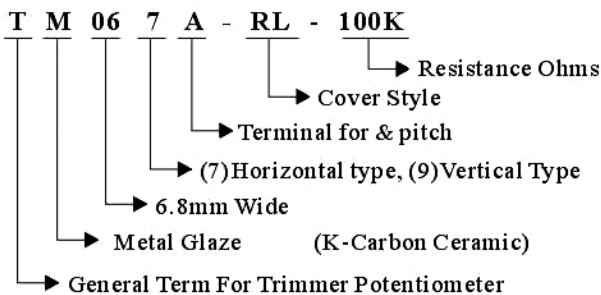 T M 06 7 A - RL - 100K
Resistance Ohms
Cover Style
Terminal for & pitch
(7)Horizontal type, (9)Vertical Type
6.8mm Wide
Metal Glaze (K-Carbon Ceramic)
General Term For Trimmer Potentiometer